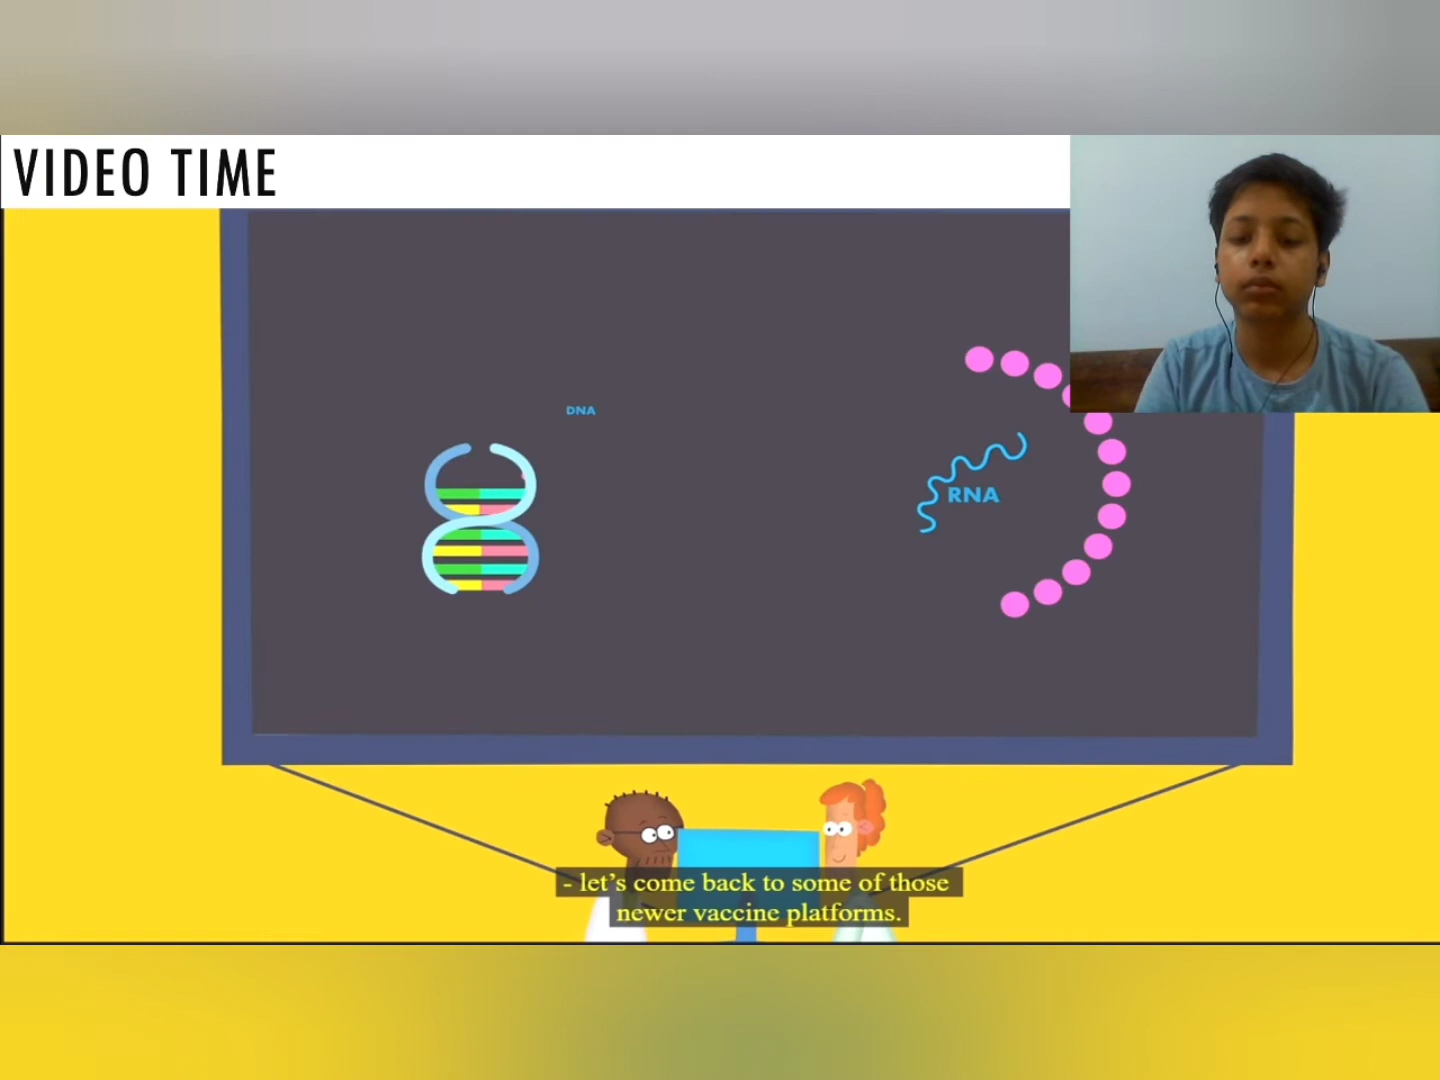 VIDEO TIME
DNA
RNA
- let's come back to some of those
newer vaccine platforms.